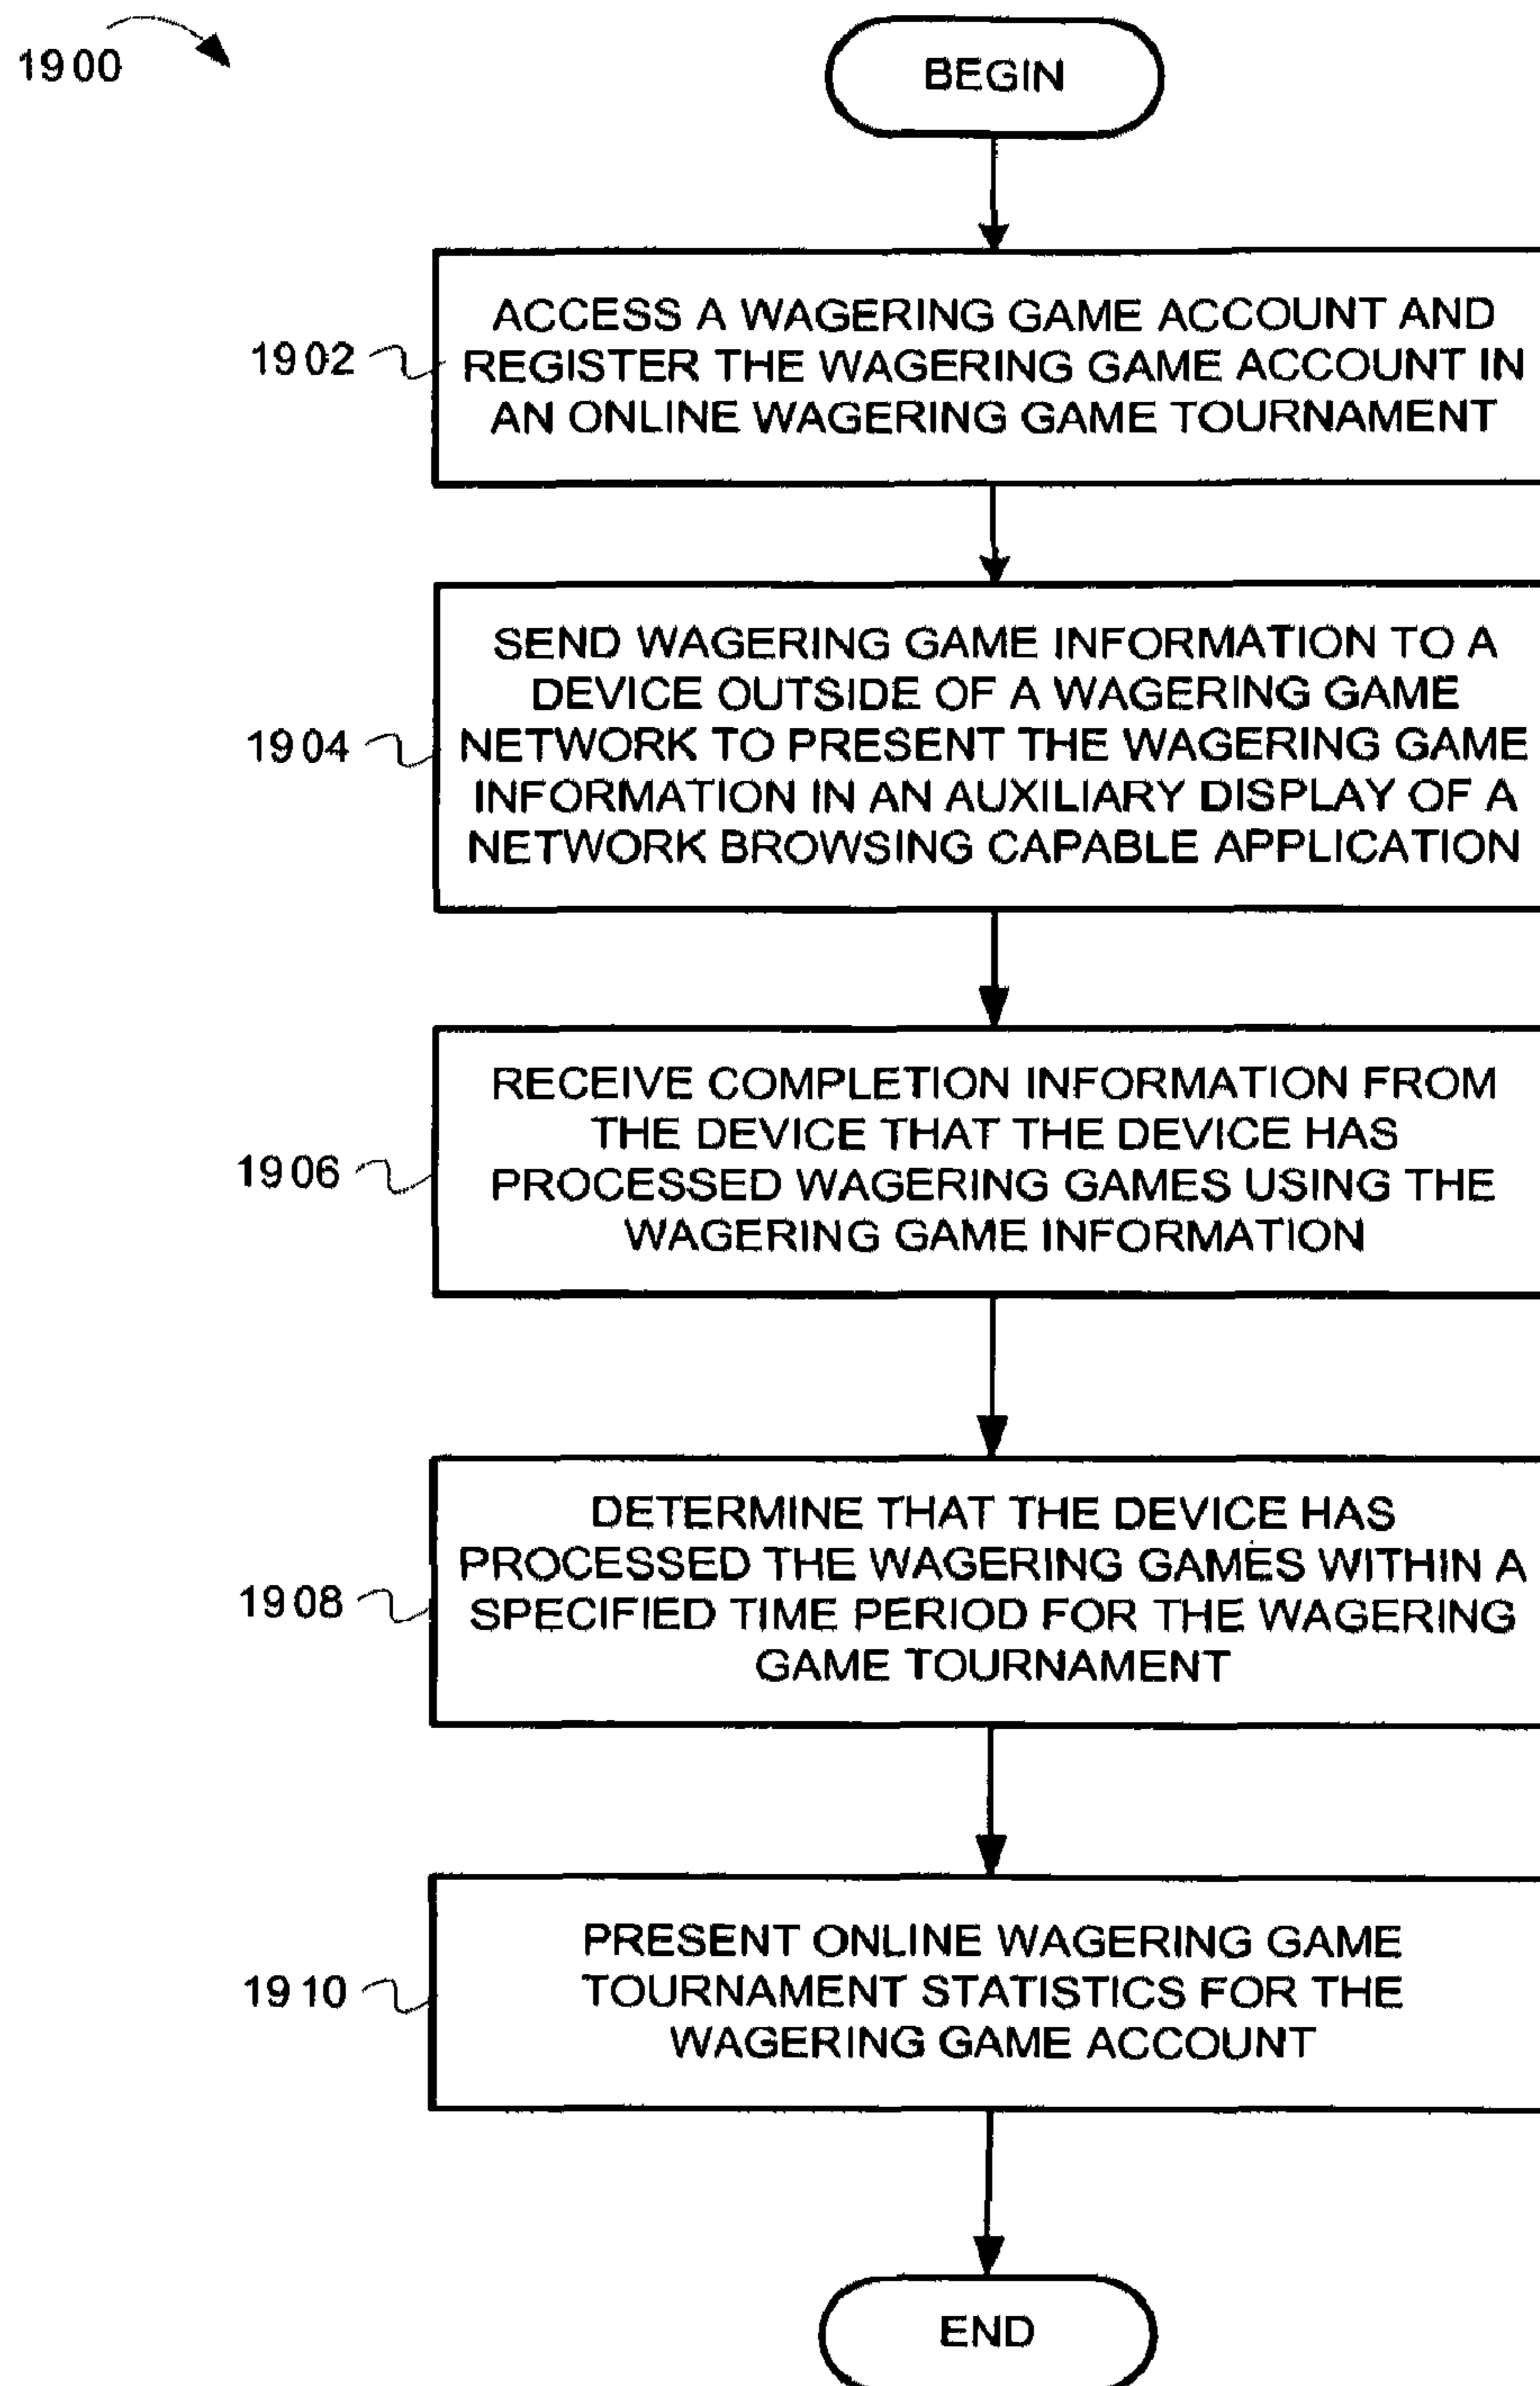 1900
BEGIN
1902
ACCESS A WAGERING GAME ACCOUNT AND
REGISTER THE WAGERING GAME ACCOUNT IN
AN ONLINE WAGERING GAME TOURNAMENT
1904
SEND WAGERING GAME INFORMATION TO A
DEVICE OUTSIDE OF A WAGERING GAME
NETWORK TO PRESENT THE WAGERING GAME
INFORMATION IN AN AUXILIARY DISPLAY OF A
NETWORK BROWSING CAPABLE APPLICATION
1906
RECEIVE COMPLETION INFORMATION FROM
THE DEVICE THAT THE DEVICE HAS
PROCESSED WAGERING GAMES USING THE
WAGERING GAME INFORMATION
1908
DETERMINE THAT THE DEVICE HAS
PROCESSED THE WAGERING GAMES WITHIN A
SPECIFIED TIME PERIOD FOR THE WAGERING
GAME TOURNAMENT
1910
PRESENT ONLINE WAGERING GAME
TOURNAMENT STATISTICS FOR THE
WAGERING GAME ACCOUNT
END